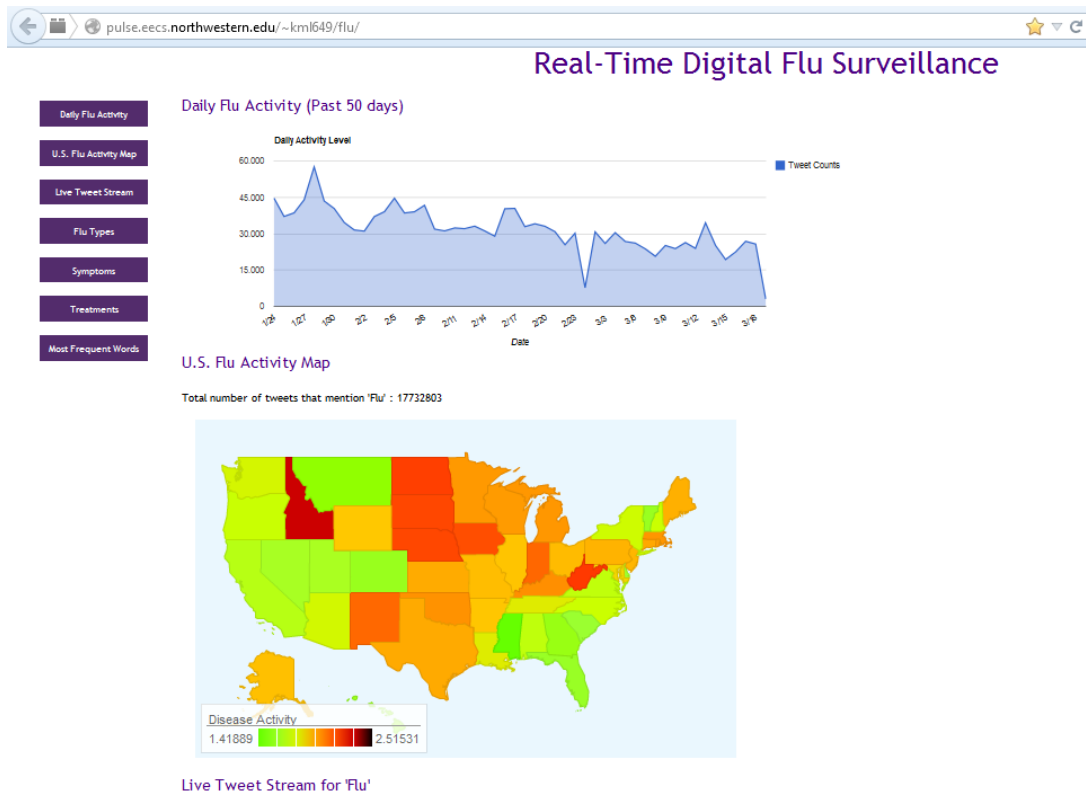 pulse.eecs.northwestern.edu/~kml649/flu/
Real-Time Digital Flu Surveillance
Daily Flu Activity
U.S. Flu Activity Map
Live Tweet Stream
Flu Types
Symptoms
Treatments
Most Frequent Words
Daily Flu Activity (Past 50 days)
Daily Activity Level
60.000
45.000
30.000
15.000
0
Tweet Counts
1/24 1/27 1/30 2/2 2/5 2/8 2/11 2/14 2/17 2/20 2/23 3/3 3/6 3/9 3/12 3/15 3/18
Date
U.S. Flu Activity Map
Total number of tweets that mention 'Flu' : 17732803
Disease Activity
1.41889 2.51531
Live Tweet Stream for 'Flu'